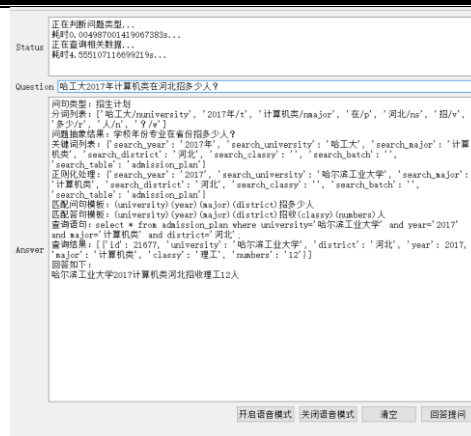 正在判断问题类型...
耗时0.004987001419067383s...
Status 正在查询相关数据...
耗时4.555107116699219s...
Question 哈工大2017年计算机类在河北招多少人？
问句类型：招生计划
分词列表：['哈工大/nuniversity', '2017年/t', '计算机类/nmajor', '在/p', '河北/ns', '招/v',
'多少/r', '人/n', '？/w']
问题抽象结果：学校年份专业在省份招多少人？
关键词列表：{'search_year': '2017年', 'search_university': '哈工大', 'search_major': '计算
机类', 'search_district': '河北', 'search_classy': '', 'search_batch': '',
'search_table': 'admission_plan'}
正则化处理：{'search_year': '2017', 'search_university': '哈尔滨工业大学', 'search_major':
'计算机类', 'search_district': '河北', 'search_classy': '', 'search_batch': '',
'search_table': 'admission_plan'}
匹配问句模板：(university)(year)(major)(district)招多少人
匹配答句模板：(university)(year)(major)(district)招收(classy)(numbers)人
查询语句：select * from admission_plan where university='哈尔滨工业大学' and year='2017'
and major='计算机类' and district='河北';
Answer 查询结果：[{'id': 21677, 'university': '哈尔滨工业大学', 'district': '河北', 'year': 2017,
'major': '计算机类', 'classy': '理工', 'numbers': '12'}]
回答如下：
哈尔滨工业大学2017计算机类河北招收理工12人
开启语音模式 关闭语音模式 清空 回答提问